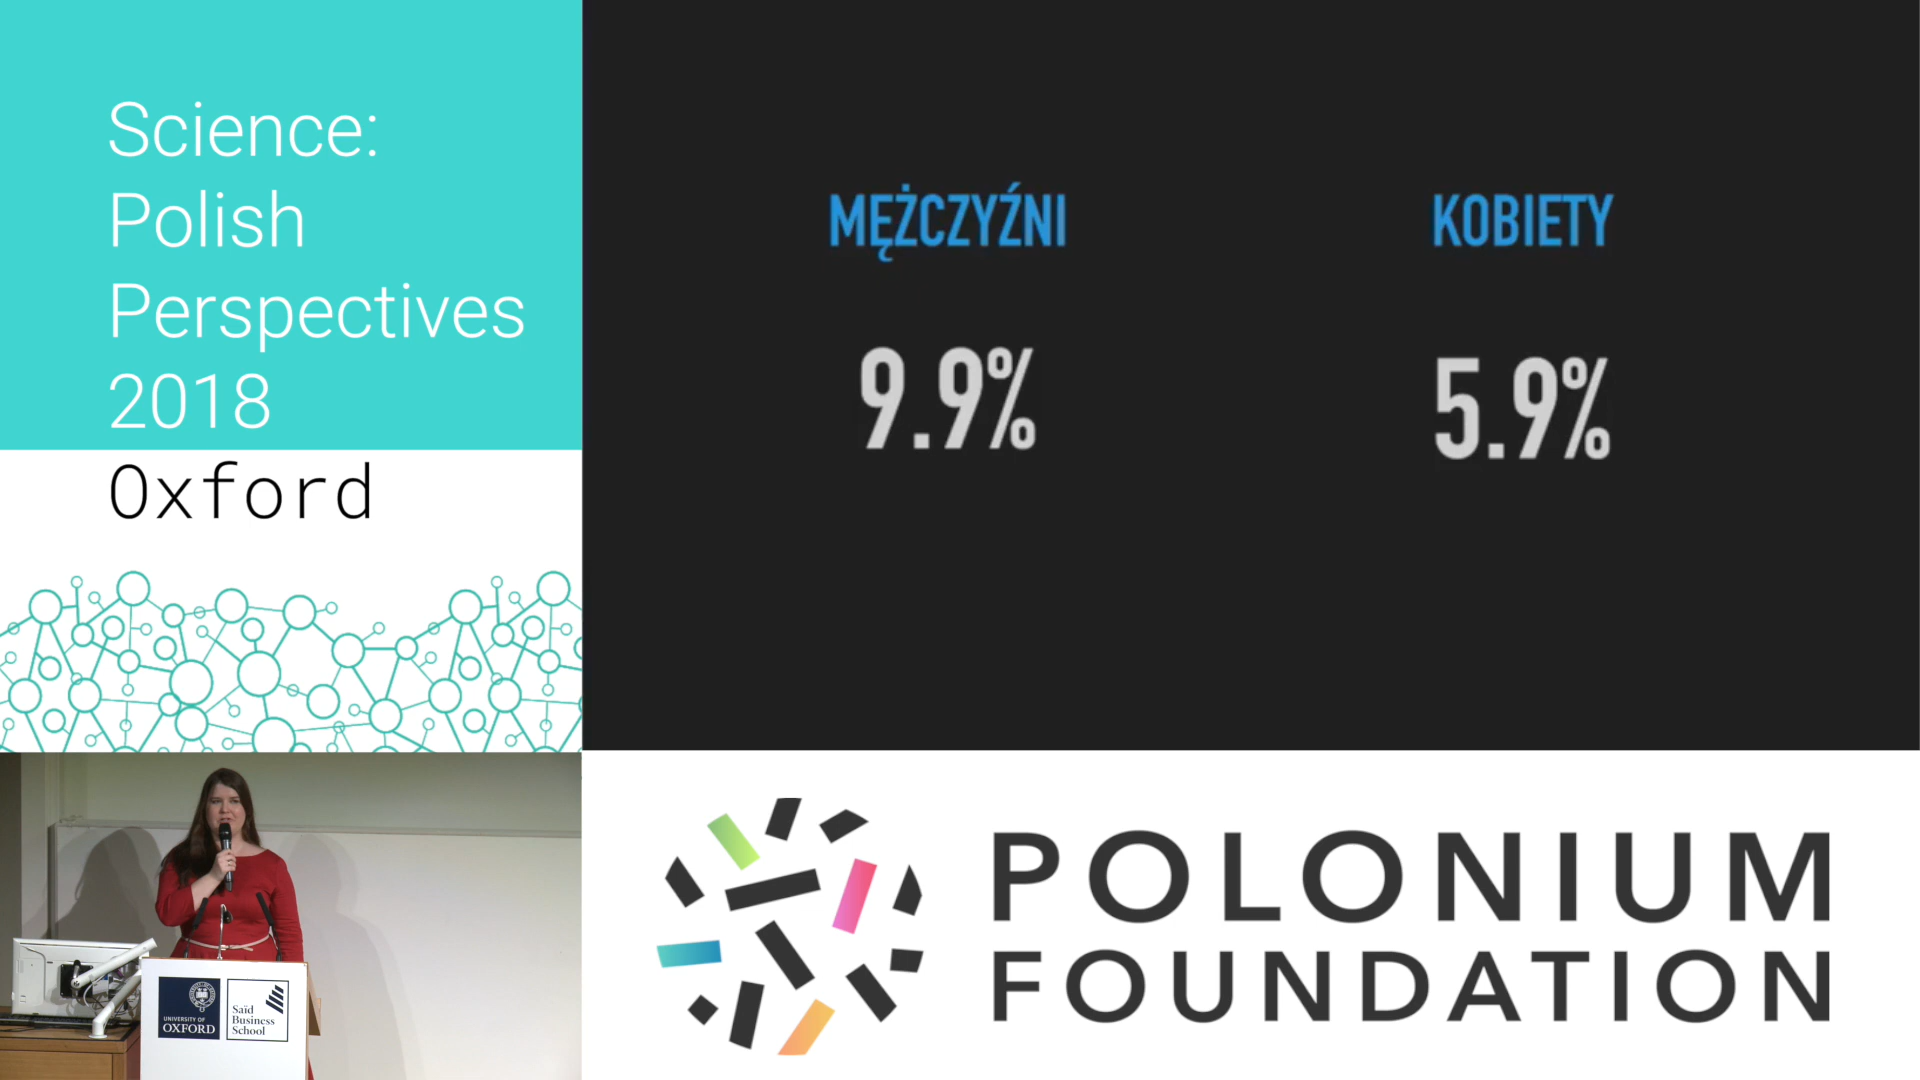 Science:
Polish
Perspectives
2018
Oxford
MĘŻCZYŹNI
KOBIETY
9.9%
5.9%
POLONIUM
FOUNDATION
UNIVERSITY OF
OXFORD
Saïd
Business
School